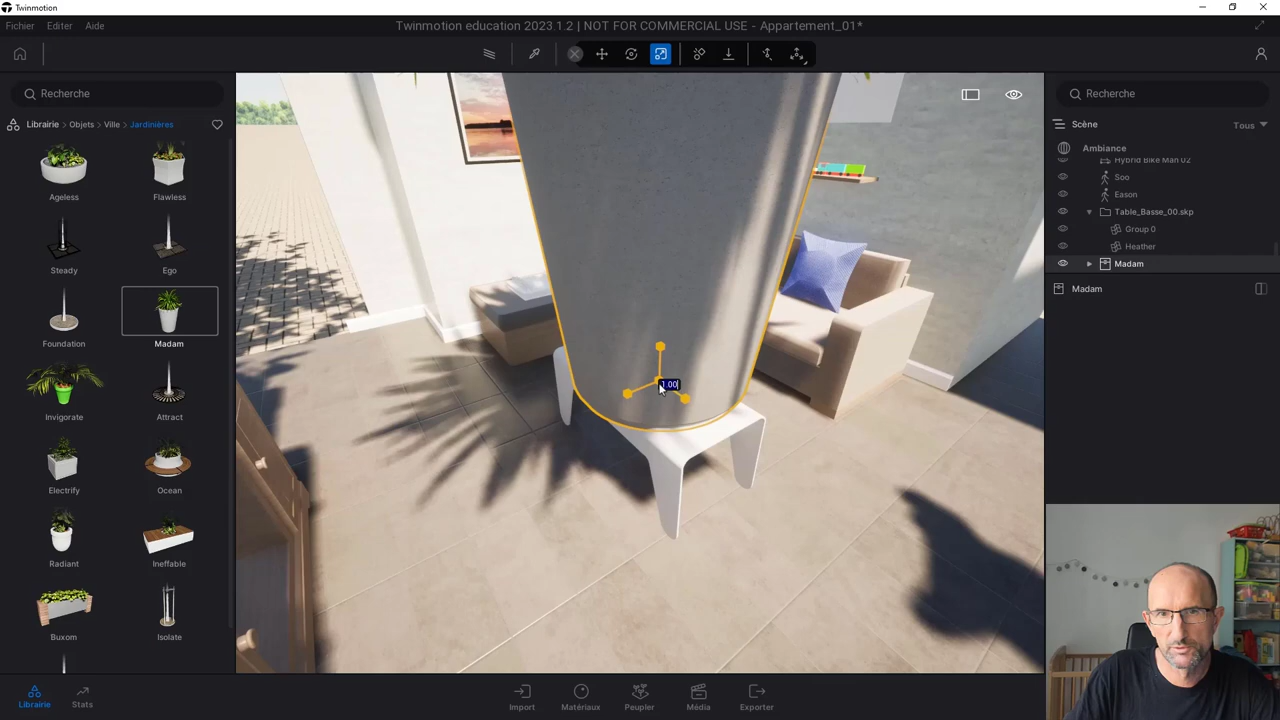 Twinmotion
Fichier Editer Aide
Twinmotion education 2023.1.2 | NOT FOR COMMERCIAL USE - Appartement_01*
Recherche
Librairie > Objets > Ville > Jardinières
Ageless
Flawless
Steady
Ego
Foundation
Madam
Invigorate
Attract
Electrify
Ocean
Radiant
Ineffable
Buxom
Isolate
1.00
Recherche
Scène
Tous
Ambiance
Hybrid Bike Man 02
Soo
Eason
Table_Basse_00.skp
Group 0
Heather
Madam
Madam
Librairie
Stats
Import
Matériaux
Peupler
Média
Exporter